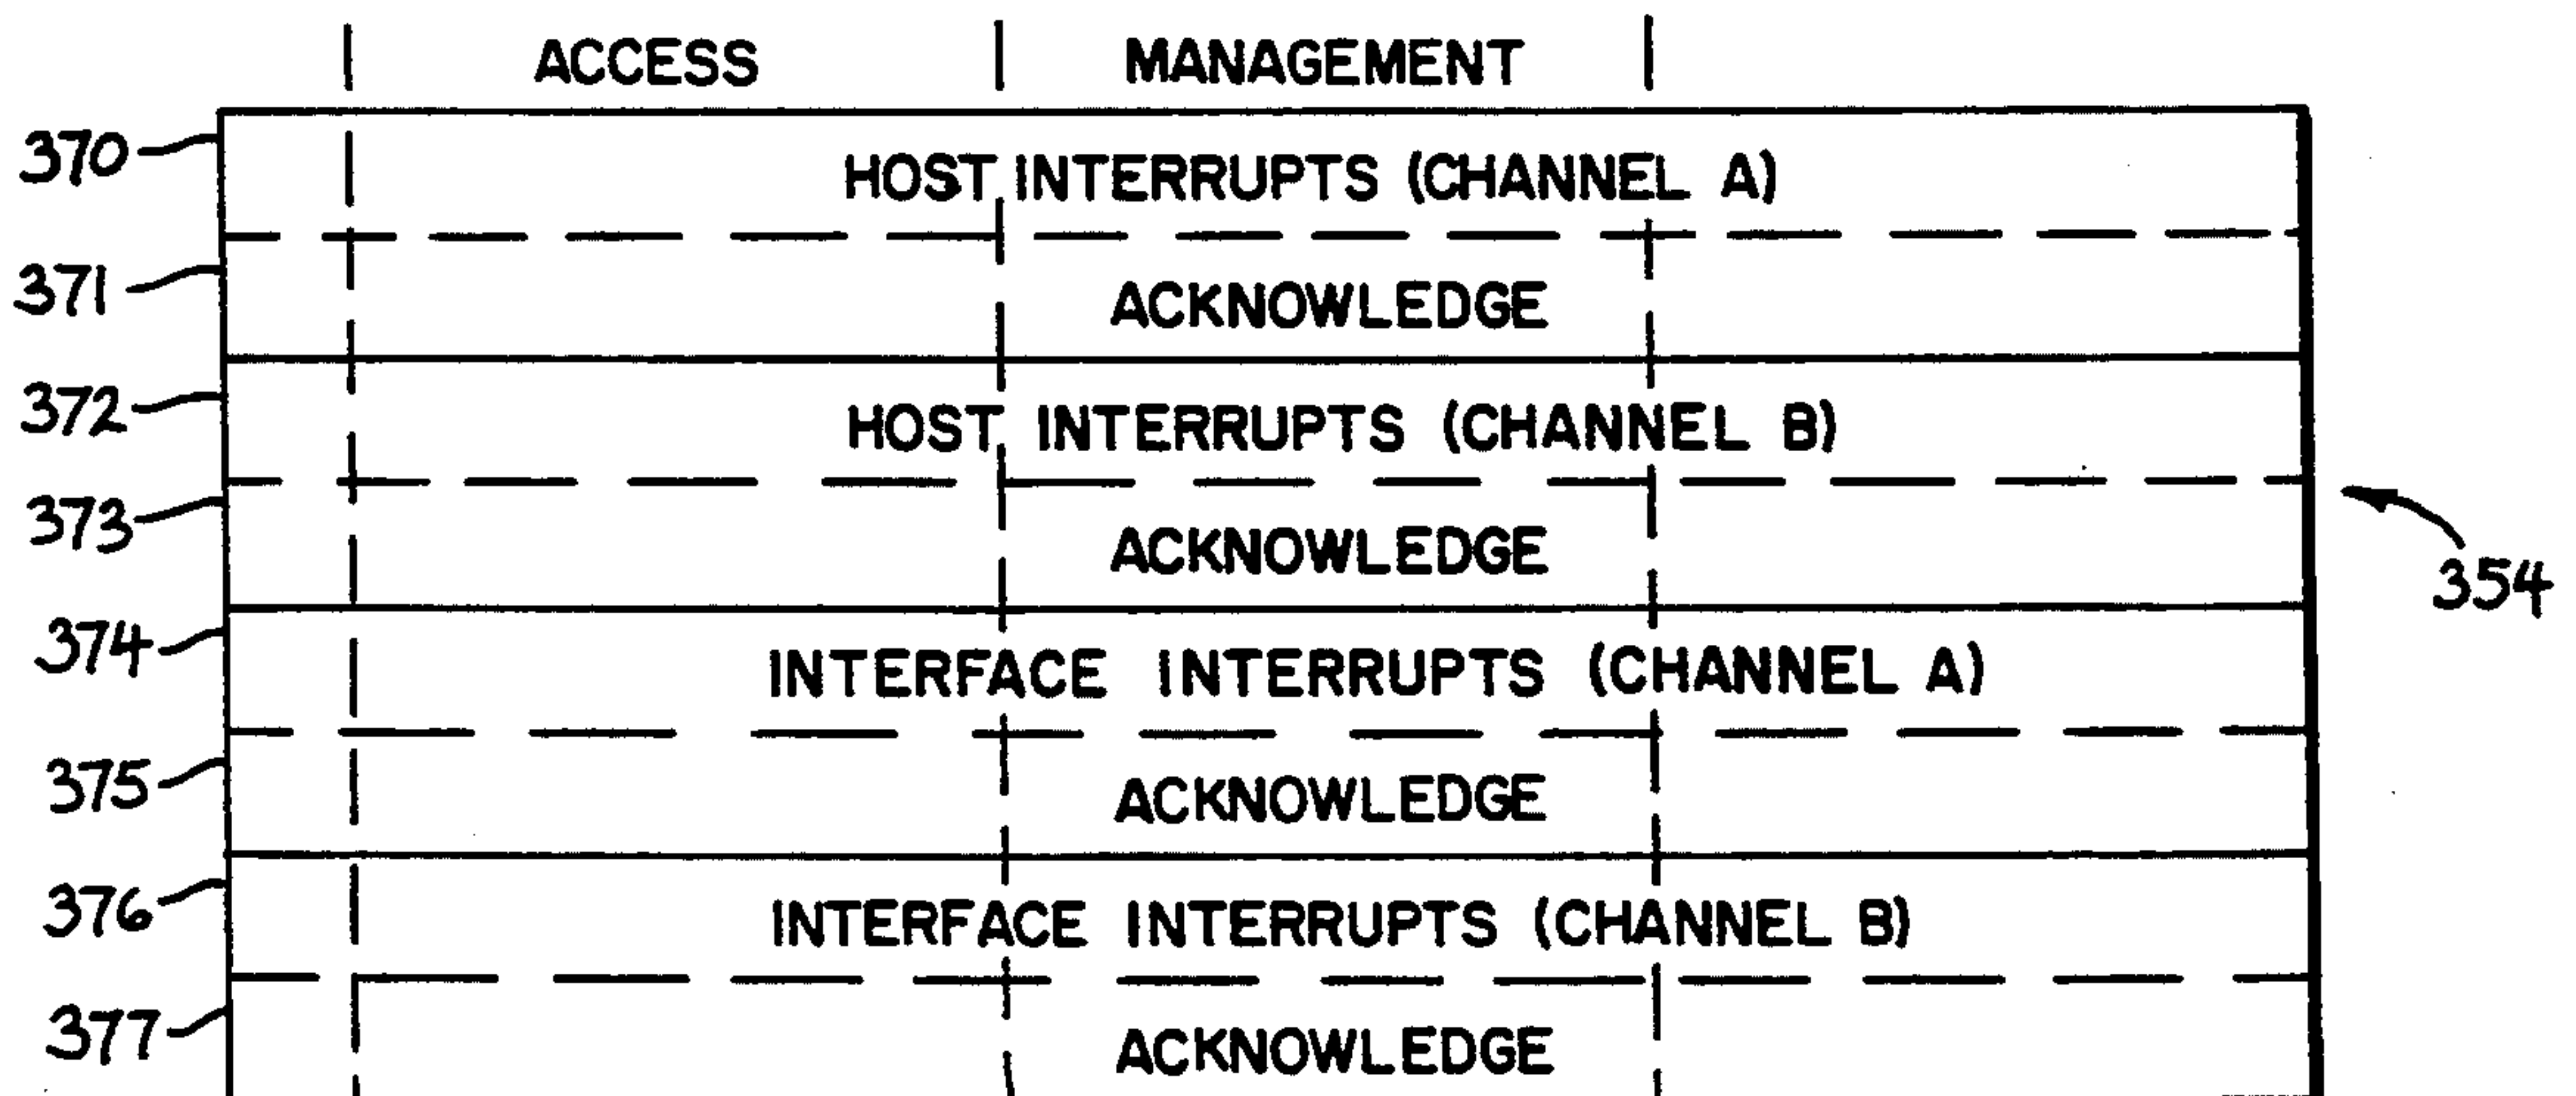 ACCESS MANAGEMENT
370 HOST INTERRUPTS (CHANNEL A)
371 ACKNOWLEDGE
372 HOST INTERRUPTS (CHANNEL B)
373 ACKNOWLEDGE
354
374 INTERFACE INTERRUPTS (CHANNEL A)
375 ACKNOWLEDGE
376 INTERFACE INTERRUPTS (CHANNEL B)
377 ACKNOWLEDGE